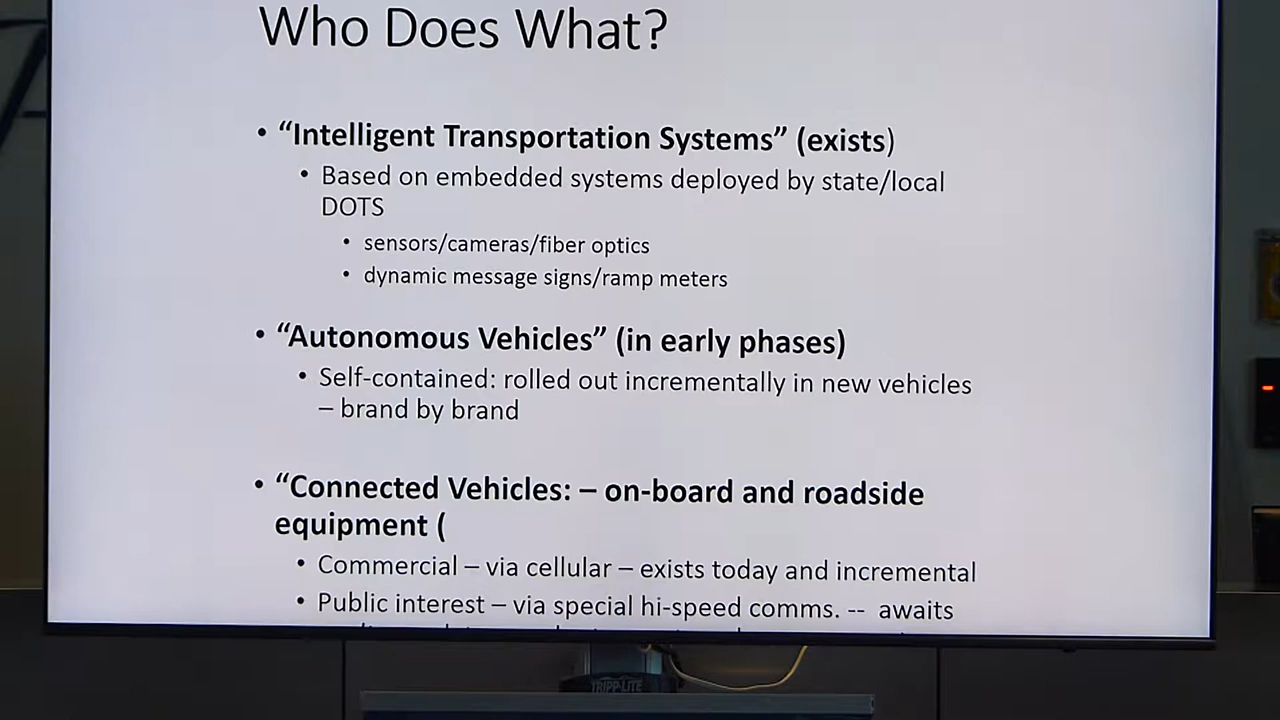 Who Does What?
• “Intelligent Transportation Systems” (exists)
• Based on embedded systems deployed by state/local
DOTS
• sensors/cameras/fiber optics
• dynamic message signs/ramp meters
• “Autonomous Vehicles” (in early phases)
• Self-contained: rolled out incrementally in new vehicles
– brand by brand
• “Connected Vehicles: – on-board and roadside
equipment (
• Commercial – via cellular – exists today and incremental
• Public interest – via special hi-speed comms. -- awaits
TRIPP-LITE